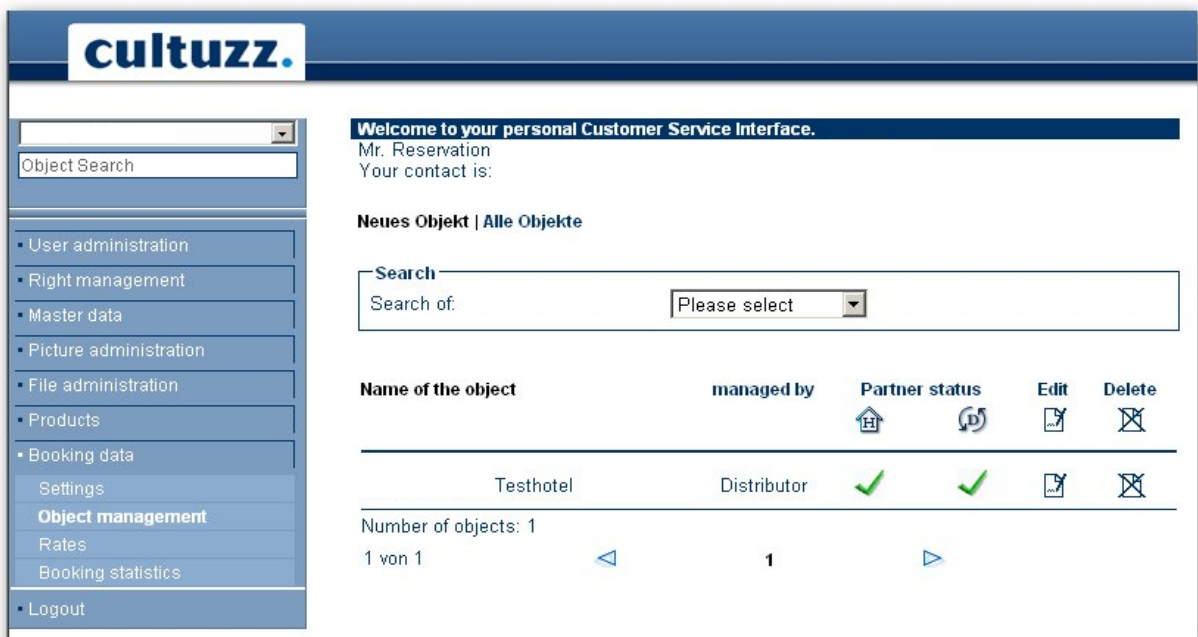 cultuzz.
Object Search
User administration
Right management
Master data
Picture administration
File administration
Products
Booking data
Settings
Object management
Rates
Booking statistics
Logout
Welcome to your personal Customer Service Interface.
Mr. Reservation
Your contact is:
Neues Objekt | Alle Objekte
Search
Search of: Please select
Name of the object managed by Partner status Edit Delete
H D
Testhotel Distributor
Number of objects: 1
1 von 1 1